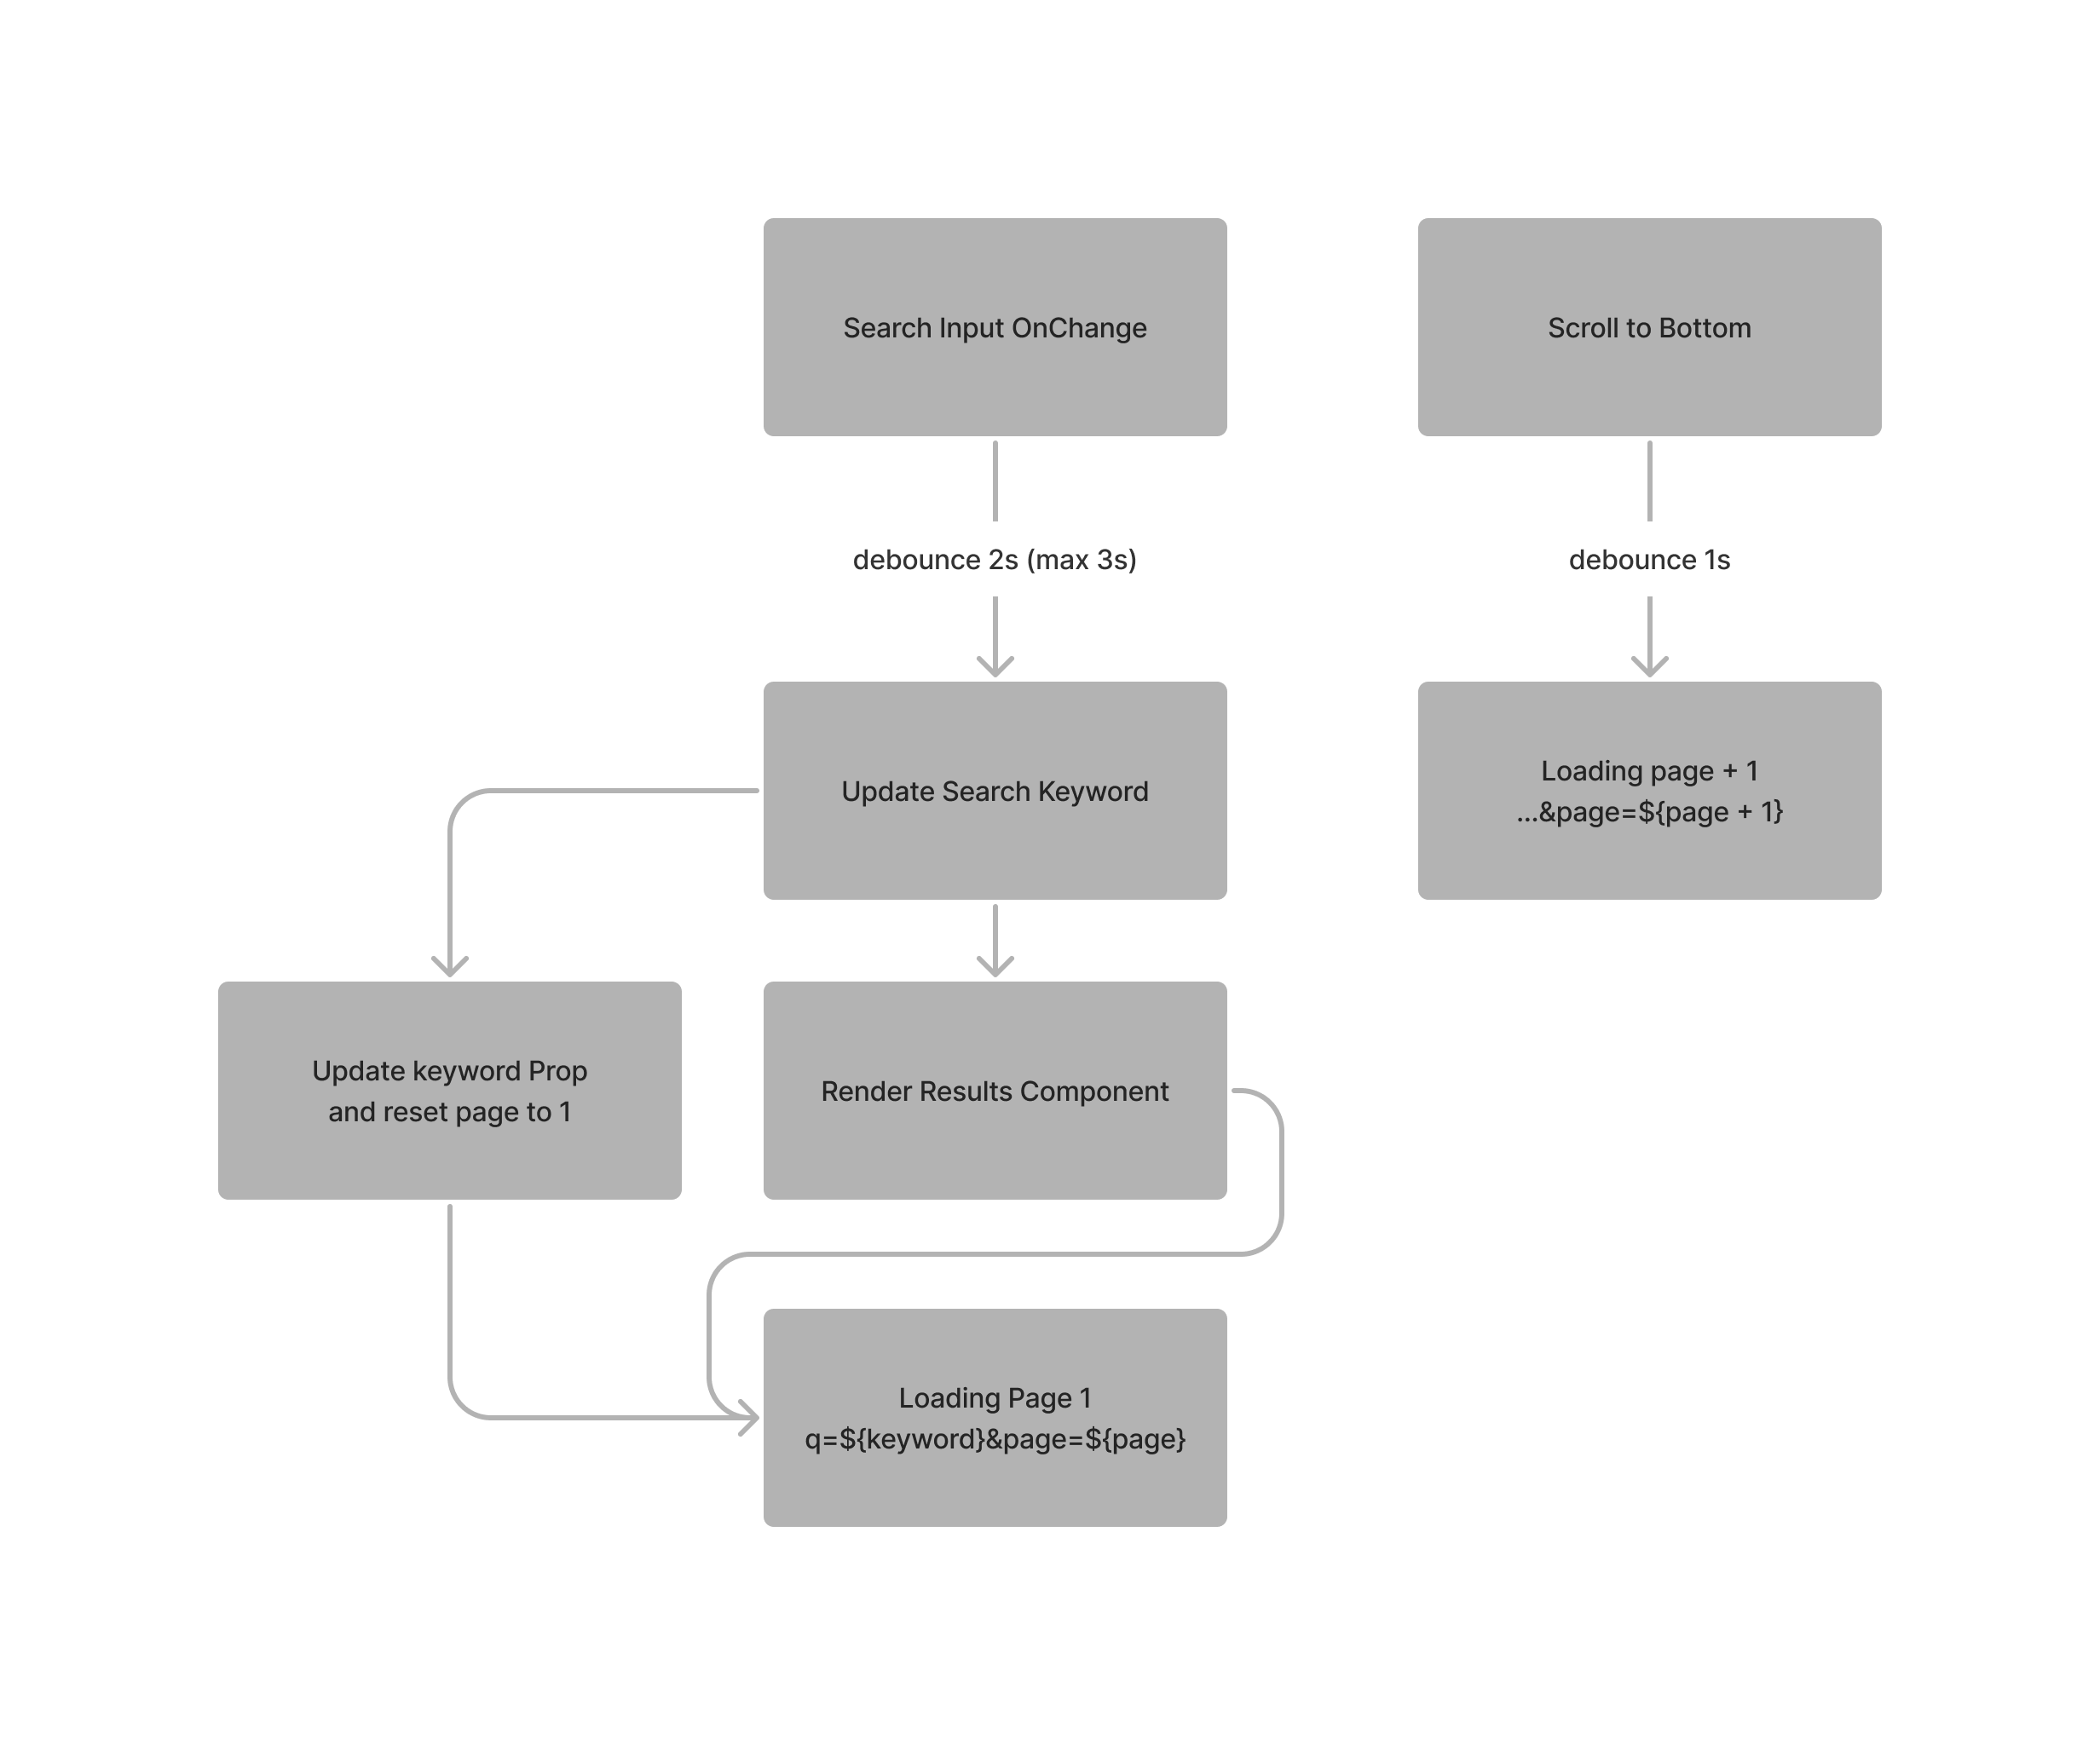 Search Input OnChange
Scroll to Bottom
debounce 2s (max 3s)
debounce 1s
Update Search Keyword
Loading page + 1
...&page=${page + 1}
Update keyword Prop
and reset page to 1
Render Results Component
Loading Page 1
q=${keyword}&page=${page}